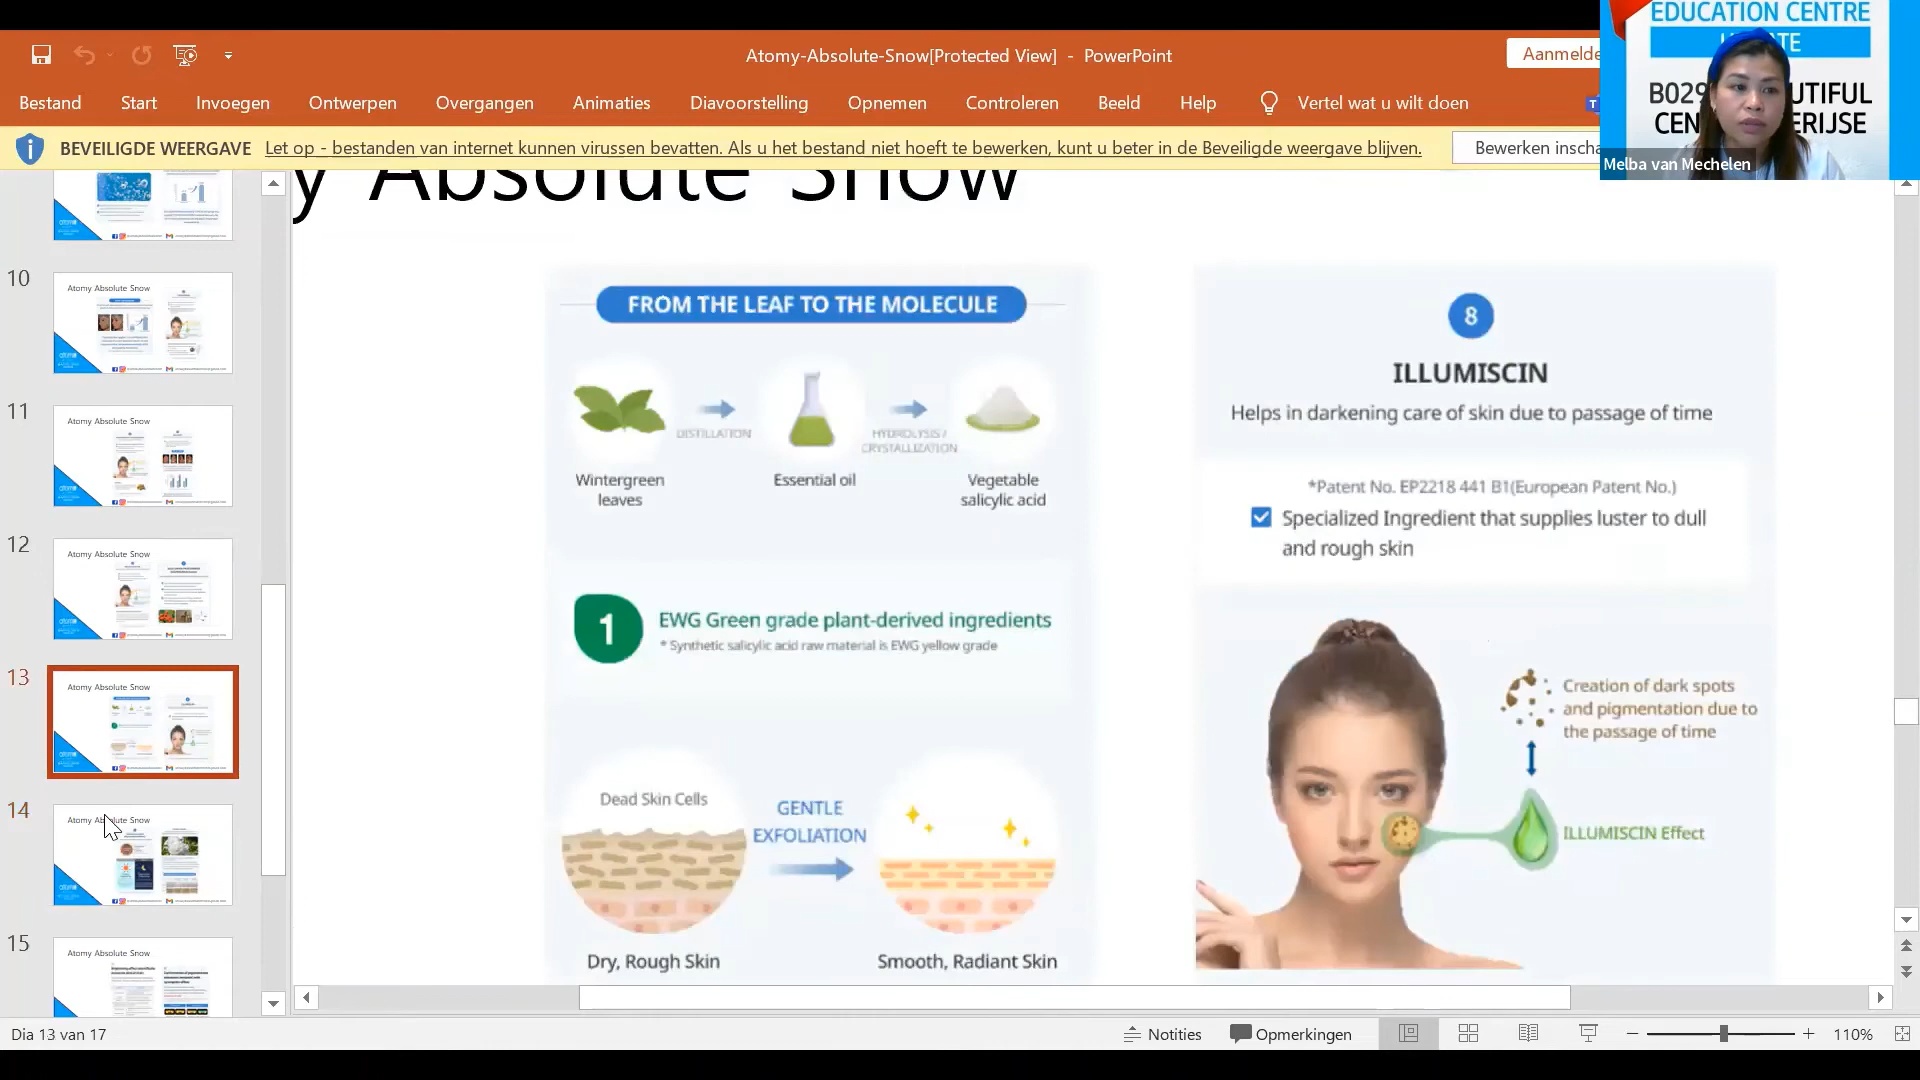 EDUCATION CENTRE
Atomy-Absolute-Snow[Protected View] - PowerPoint
Aanmelde
Bestand Start Invoegen Ontwerpen Overgangen Animaties Diavoorstelling Opnemen Controleren Beeld Help Vertel wat u wilt doen
BEVEILIGDE WEERGAVE Let op - bestanden van internet kunnen virussen bevatten. Als u het bestand niet hoeft te bewerken, kunt u beter in de Beveiligde weergave blijven. Bewerken inscha
Melba van Mechelen
y Absolute Snow
10
Atomy Absolute Snow
11
Atomy Absolute Snow
12
Atomy Absolute Snow
13
Atomy Absolute Snow
14
Atomy Absolute Snow
15
Atomy Absolute Snow
FROM THE LEAF TO THE MOLECULE
DISTILLATION
HYDROLYSIS /
CRYSTALLIZATION
Wintergreen
leaves
Essential oil
Vegetable
salicylic acid
1
EWG Green grade plant-derived ingredients
* Synthetic salicylic acid raw material is EWG yellow grade
Dead Skin Cells
GENTLE
EXFOLIATION
Dry, Rough Skin
Smooth, Radiant Skin
8
ILLUMISCIN
Helps in darkening care of skin due to passage of time
*Patent No. EP2218 441 B1(European Patent No.)
Specialized Ingredient that supplies luster to dull
and rough skin
Creation of dark spots
and pigmentation due to
the passage of time
ILLUMISCIN Effect
Dia 13 van 17
Notities
Opmerkingen
110%